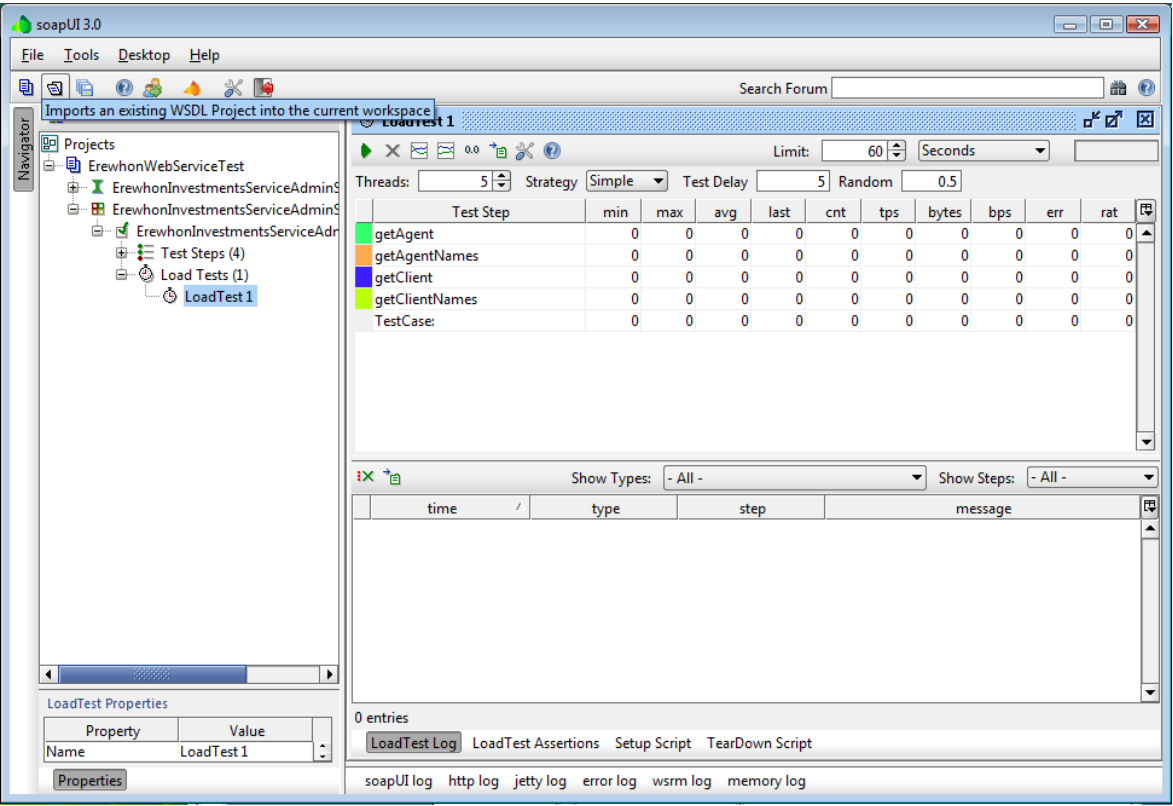 soapUI 3.0
File Tools Desktop Help
Search Forum
Imports an existing WSDL Project into the current workspace
LoadTest 1
Navigator
Projects
ErewhonWebServiceTest
ErewhonInvestmentsServiceAdminS
ErewhonInvestmentsServiceAdminS
ErewhonInvestmentsServiceAdr
Test Steps (4)
Load Tests (1)
LoadTest 1
0.0 Limit: 60 Seconds
Threads: 5 Strategy Simple Test Delay 5 Random 0.5
Test Step min max avg last cnt tps bytes bps err rat
getAgent 0 0 0 0 0 0 0 0 0 0
getAgentNames 0 0 0 0 0 0 0 0 0 0
getClient 0 0 0 0 0 0 0 0 0 0
getClientNames 0 0 0 0 0 0 0 0 0 0
TestCase: 0 0 0 0 0 0 0 0 0 0
Show Types: - All - Show Steps: - All -
time type step message
0 entries
LoadTest Log LoadTest Assertions Setup Script TearDown Script
LoadTest Properties
Property Value
Name LoadTest 1
Properties
soapUI log http log jetty log error log wsrm log memory log